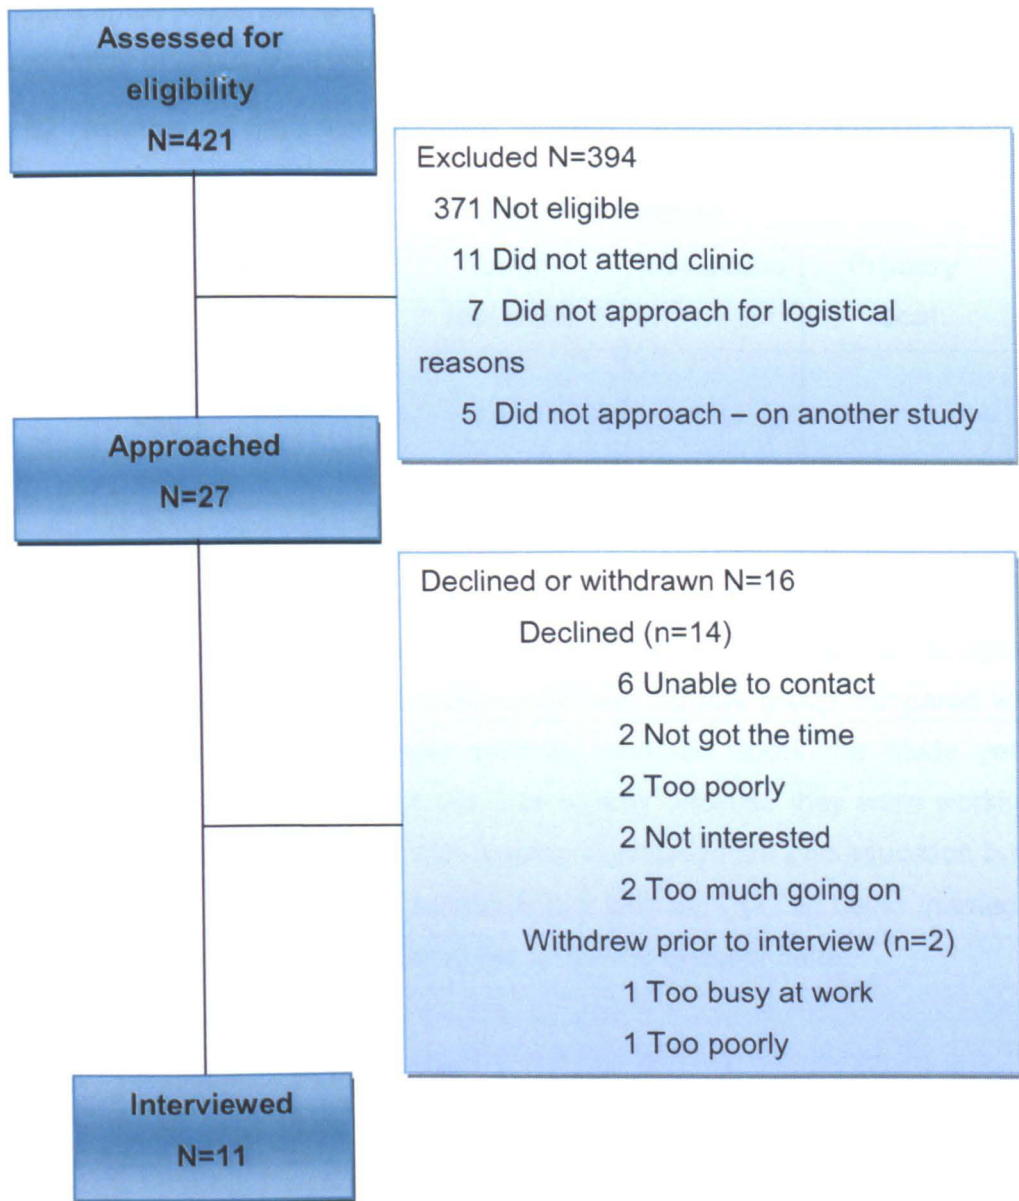 Assessed for
eligibility
N=421
Excluded N=394
371 Not eligible
11 Did not attend clinic
7 Did not approach for logistical
reasons
5 Did not approach – on another study
Approached
N=27
Declined or withdrawn N=16
Declined (n=14)
6 Unable to contact
2 Not got the time
2 Too poorly
2 Not interested
2 Too much going on
Withdrew prior to interview (n=2)
1 Too busy at work
1 Too poorly
Interviewed
N=11